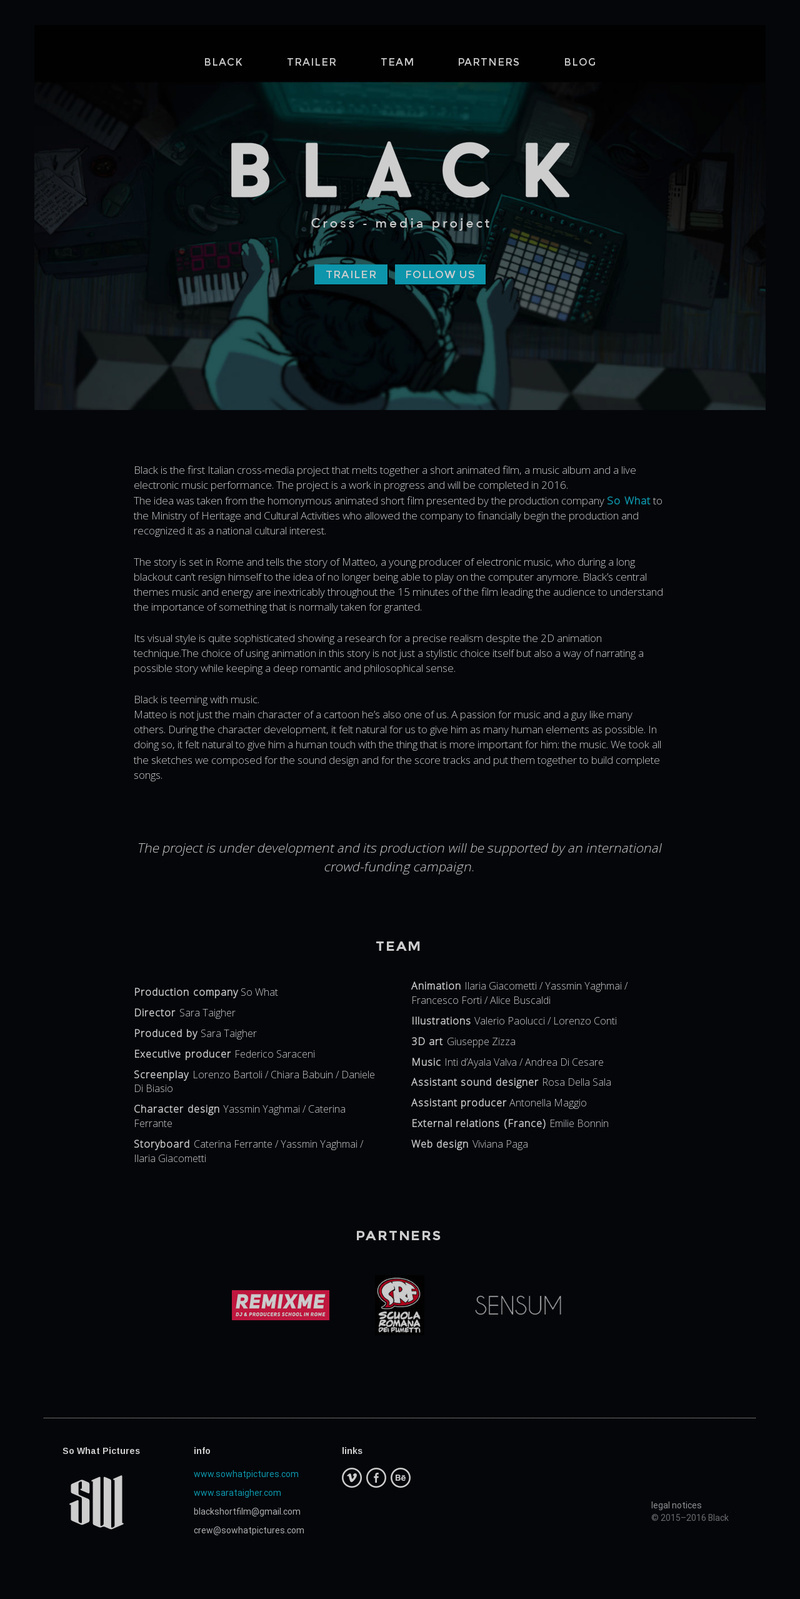 BLACK TRAILER TEAM PARTNERS BLOG
BLACK
Cross - media project
TRAILER FOLLOW US
Black is the first Italian cross-media project that melts together a short animated film, a music album and a live
electronic music performance. The project is a work in progress and will be completed in 2016.
The idea was taken from the homonymous animated short film presented by the production company So What to
the Ministry of Heritage and Cultural Activities who allowed the company to financially begin the production and
recognized it as a national cultural interest.
The story is set in Rome and tells the story of Matteo, a young producer of electronic music, who during a long
blackout can't resign himself to the idea of no longer being able to play on the computer anymore. Black's central
themes music and energy are inextricably throughout the 15 minutes of the film leading the audience to understand
the importance of something that is normally taken for granted.
Its visual style is quite sophisticated showing a research for a precise realism despite the 2D animation
technique.The choice of using animation in this story is not just a stylistic choice itself but also a way of narrating a
possible story while keeping a deep romantic and philosophical sense.
Black is teeming with music.
Matteo is not just the main character of a cartoon he's also one of us. A passion for music and a guy like many
others. During the character development, it felt natural for us to give him as many human elements as possible. In
doing so, it felt natural to give him a human touch with the thing that is more important for him: the music. We took all
the sketches we composed for the sound design and for the score tracks and put them together to build complete
songs.
The project is under development and its production will be supported by an international
crowd-funding campaign.
TEAM
Production company So What
Director Sara Taigher
Produced by Sara Taigher
Executive producer Federico Saraceni
Screenplay Lorenzo Bartoli / Chiara Babuin / Daniele
Di Biasio
Character design Yassmin Yaghmai / Caterina
Ferrante
Storyboard Caterina Ferrante / Yassmin Yaghmai /
Ilaria Giacometti
Animation Ilaria Giacometti / Yassmin Yaghmai /
Francesco Forti / Alice Buscaldi
Illustrations Valerio Paolucci / Lorenzo Conti
3D art Giuseppe Zizza
Music Inti d'Ayala Valva / Andrea Di Cesare
Assistant sound designer Rosa Della Sala
Assistant producer Antonella Maggio
External relations (France) Emilie Bonnin
Web design Viviana Paga
PARTNERS
REMIXME
DJ & PRODUCERS SCHOOL IN ROME
SRF
SCUOLA
ROMANA
DEI FUMETTI
SENSUM
So What Pictures
SW
info
www.sowhatpictures.com
www.sarataigher.com
blackshortfilm@gmail.com
crew@sowhatpictures.com
links
Bē
legal notices
© 2015–2016 Black